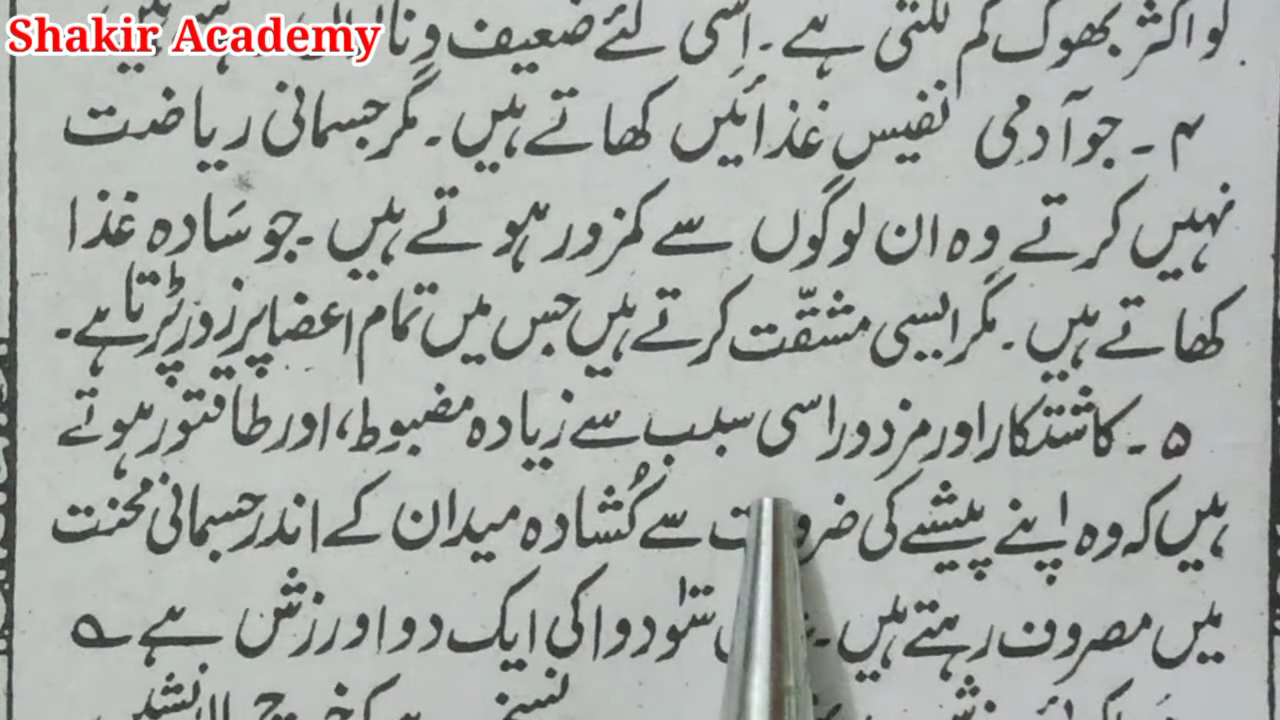 Shakir Academy
کو اکثر بھوک کم لگتی ہے۔ اِسی لئے ضعیف و
۴۔ جو آدمی نفیس غذائیں کھاتے ہیں۔ مگر جسمانی ریاضت
نہیں کرتے وہ ان لوگوں سے کمزور ہوتے ہیں۔ جو سَادہ غذا
کھاتے ہیں۔ مگر ایسی مشقّت کرتے ہیں جس میں تمام اعضا پر زور پڑتا ہے۔
۵۔ کاشتکار اور مزدور اسی سبب سے زیادہ مضبوط، اور طاقتور ہوتے
ہیں کہ وہ اپنے پیشے کی سے کُشادہ میدان کے اندر جسمانی محنت
میں مصروف رہتے ہیں۔ سَو دوا کی ایک دوا ورزش ہے